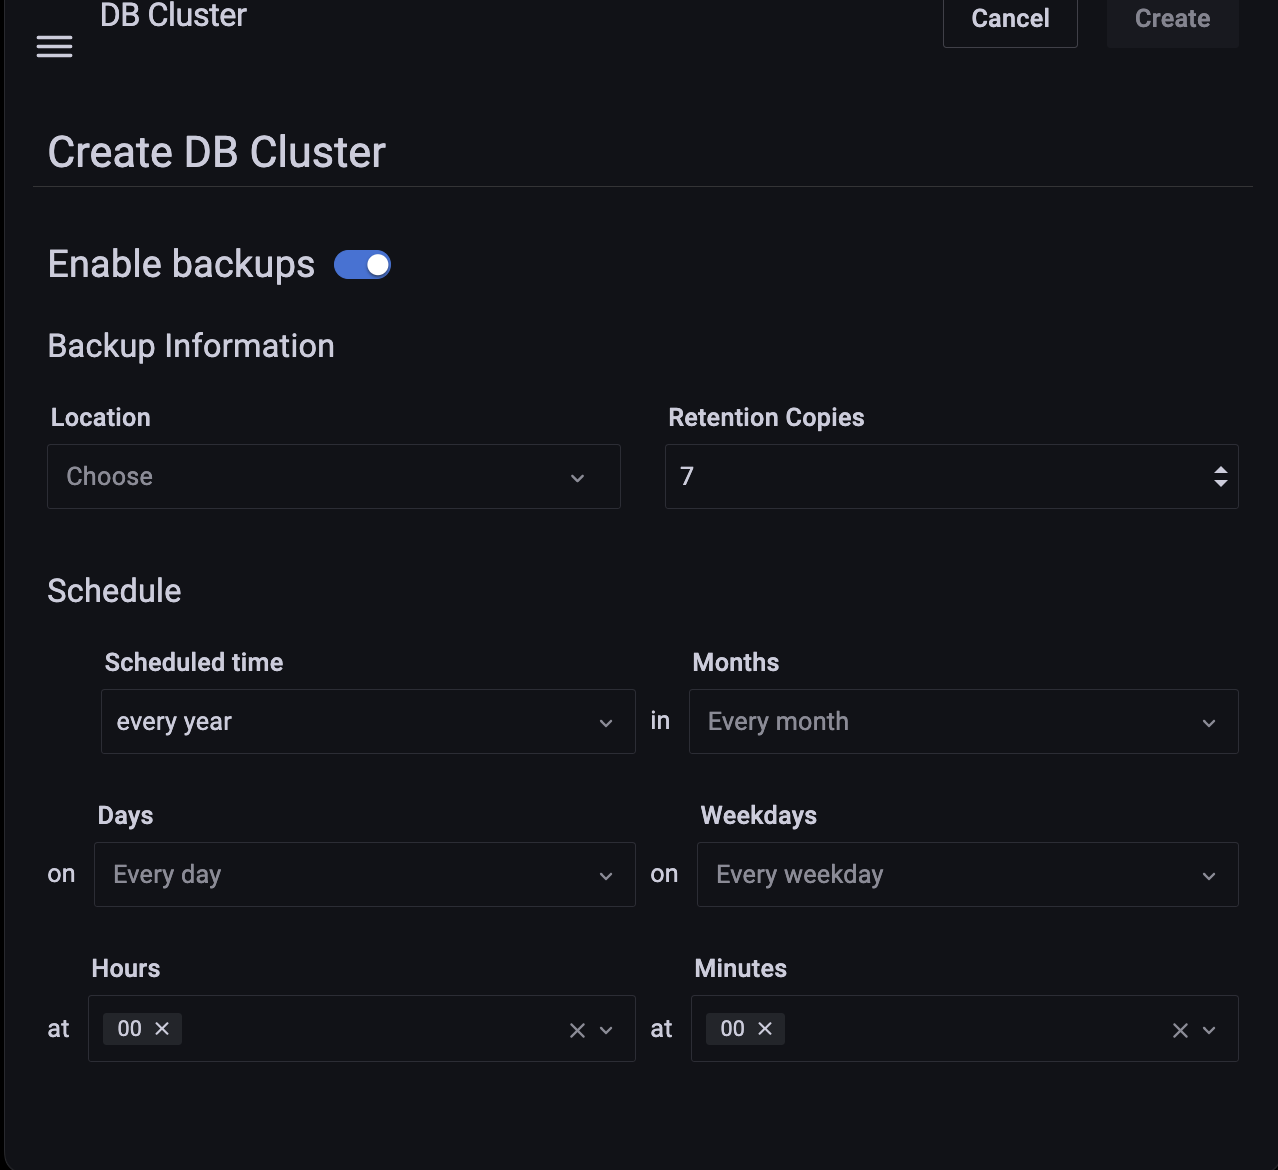 DB Cluster
Cancel
Create
Create DB Cluster
Enable backups
Backup Information
Location
Retention Copies
Choose
7
Schedule
Scheduled time
Months
every year
in
Every month
Days
Weekdays
on
Every day
on
Every weekday
Hours
Minutes
at
00
at
00